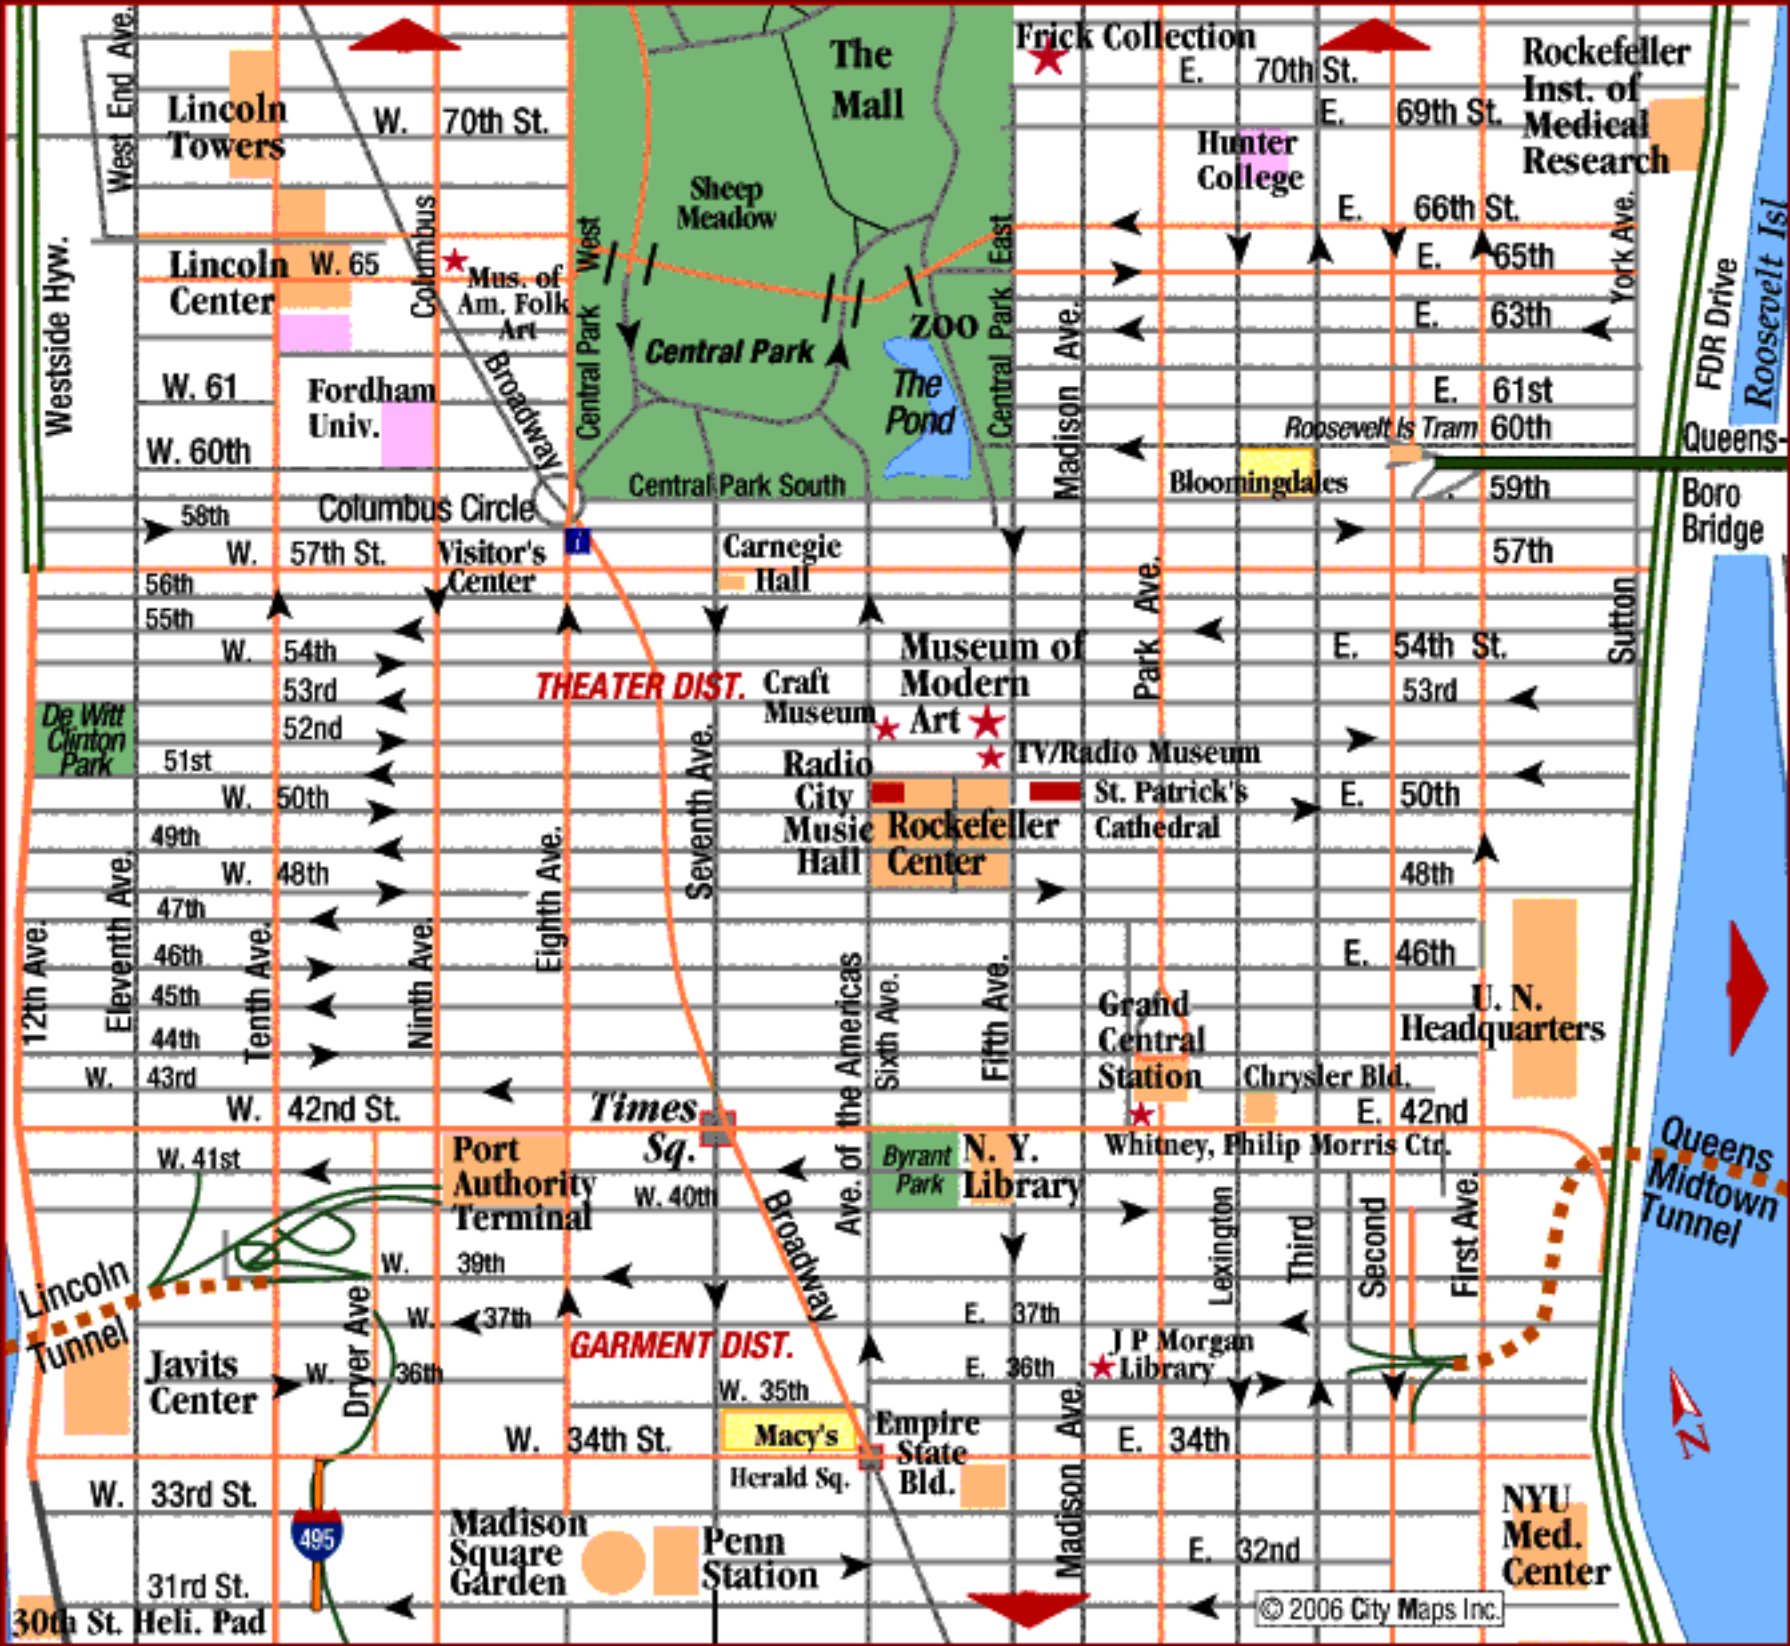 West End Ave.
Lincoln
Towers
W. 70th St.
The
Mall
Frick Collection
E. 70th St.
E. 69th St.
Rockefeller
Inst. of
Medical
Research
Hunter
College
Sheep
Meadow
E. 66th St.
E. 65th
York Ave.
Westside Hyw.
Lincoln
Center
W. 65
Columbus
Mus. of
Am. Folk
Art
Central Park West
Central Park East
ZOO
Central Park
The
Pond
Madison Ave.
E. 63th
FDR Drive
Roosevelt Isl
W. 61
Fordham
Univ.
Broadway
E. 61st
Roosevelt Is Tram
60th
Queens-
Boro
Bridge
W. 60th
Central Park South
Bloomingdales
59th
Columbus Circle
58th
W. 57th St.
Visitor's
Center
i
Carnegie
Hall
57th
56th
55th
W. 54th
Museum of
Modern
Art
Park Ave.
E. 54th St.
Sutton
53rd
THEATER DIST.
Craft
Museum
53rd
De Witt
Clinton
Park
52nd
51st
Seventh Ave.
Radio
City
Music
Hall
TV/Radio Museum
W. 50th
St. Patrick's
Cathedral
E. 50th
49th
Rockefeller
Center
W. 48th
48th
47th
12th Ave.
Eleventh Ave.
Tenth Ave.
Ninth Ave.
Eighth Ave.
46th
E. 46th
45th
44th
Ave. of the Americas
Sixth Ave.
Fifth Ave.
Grand
Central
Station
U. N.
Headquarters
W. 43rd
Chrysler Bld.
W. 42nd St.
Times
Sq.
E. 42nd
Whitney, Philip Morris Ctr.
W. 41st
Port
Authority
Terminal
W. 40th
Byrant
Park
N. Y.
Library
Queens
Midtown
Tunnel
Broadway
Lexington
Third
Second
First Ave.
W. 39th
Lincoln
Tunnel
Dryer Ave
W. 37th
E. 37th
GARMENT DIST.
J P Morgan
Library
Javits
Center
W. 36th
E. 36th
W. 35th
Madison Ave.
W. 34th St.
Macy's
Empire
State
Bld.
E. 34th
N
Herald Sq.
W. 33rd St.
495
Madison
Square
Garden
Penn
Station
E. 32nd
NYU
Med.
Center
31rd St.
30th St. Heli. Pad
© 2006 City Maps Inc.